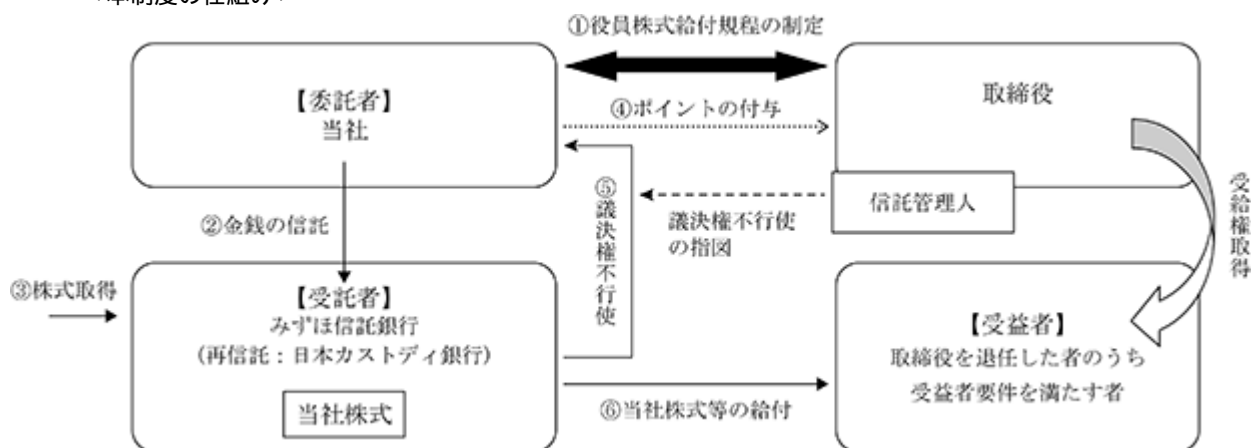 ①役員株式給付規程の制定
【委託者】
当社
④ポイントの付与
取締役
②金銭の信託
⑤議決権不行使
議決権不行使
の指図
信託管理人
受給権取得
③株式取得
【受託者】
みずほ信託銀行
(再信託：日本カストディ銀行)
当社株式
⑥当社株式等の給付
【受益者】
取締役を退任した者のうち
受益者要件を満たす者